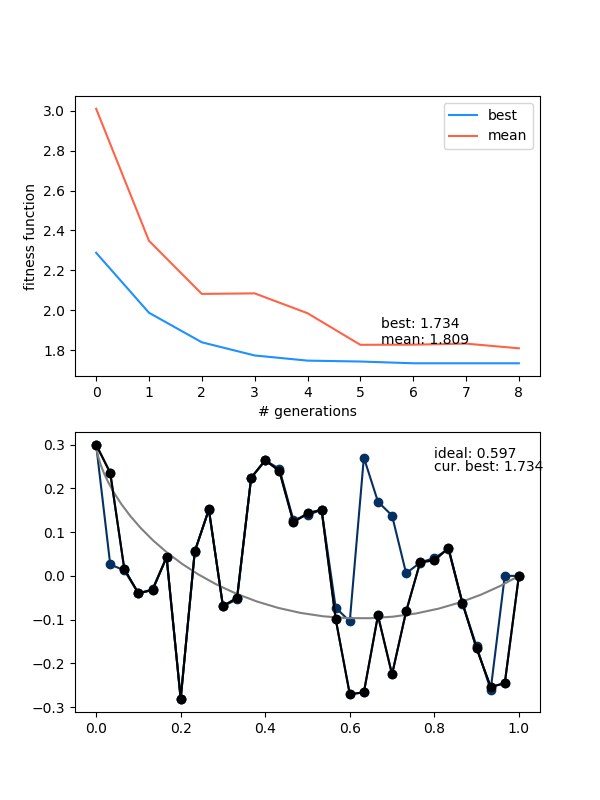 3.0
2.8
2.6
2.4
2.2
2.0
1.8
fitness function
best
mean
best: 1.734
mean: 1.809
0 1 2 3 4 5 6 7 8
# generations
0.3
0.2
0.1
0.0
−0.1
−0.2
−0.3
ideal: 0.597
cur. best: 1.734
0.0 0.2 0.4 0.6 0.8 1.0